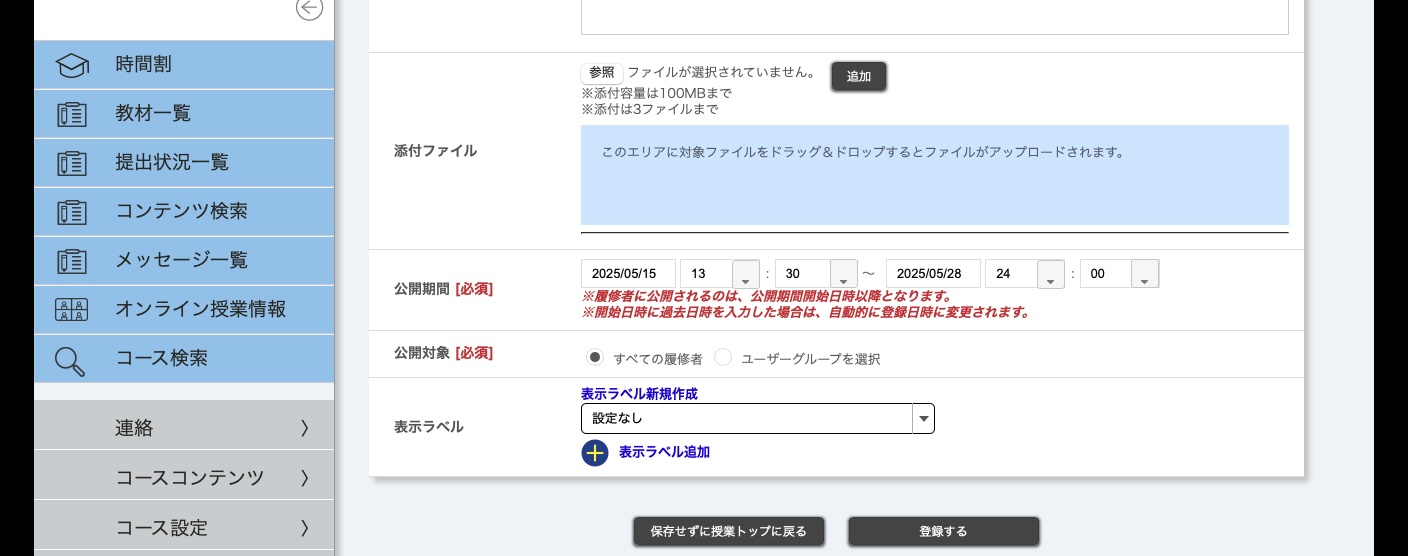 時間割
教材一覧
提出状況一覧
コンテンツ検索
メッセージ一覧
オンライン授業情報
コース検索
連絡
コースコンテンツ
コース設定
添付ファイル
参照 ファイルが選択されていません。 追加
※添付容量は100MBまで
※添付は3ファイルまで
このエリアに対象ファイルをドラッグ＆ドロップするとファイルがアップロードされます。
公開期間 [必須]
2025/05/15 13 : 30 ～ 2025/05/28 24 : 00
※履修者に公開されるのは、公開期間開始日時以降となります。
※開始日時に過去日時を入力した場合は、自動的に登録日時に変更されます。
公開対象 [必須]
すべての履修者 ユーザーグループを選択
表示ラベル
表示ラベル新規作成
設定なし
表示ラベル追加
保存せずに授業トップに戻る 登録する